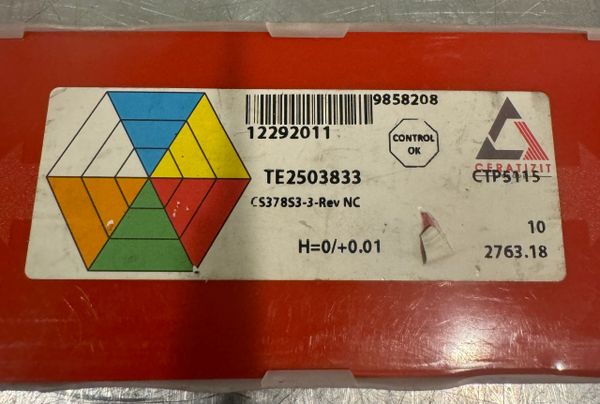 9858208
12292011
CONTROL
OK
CERATIZIT
TE2503833
CTP5115
CS378S3-3-Rev NC
10
H=0/+0.01
2763.18